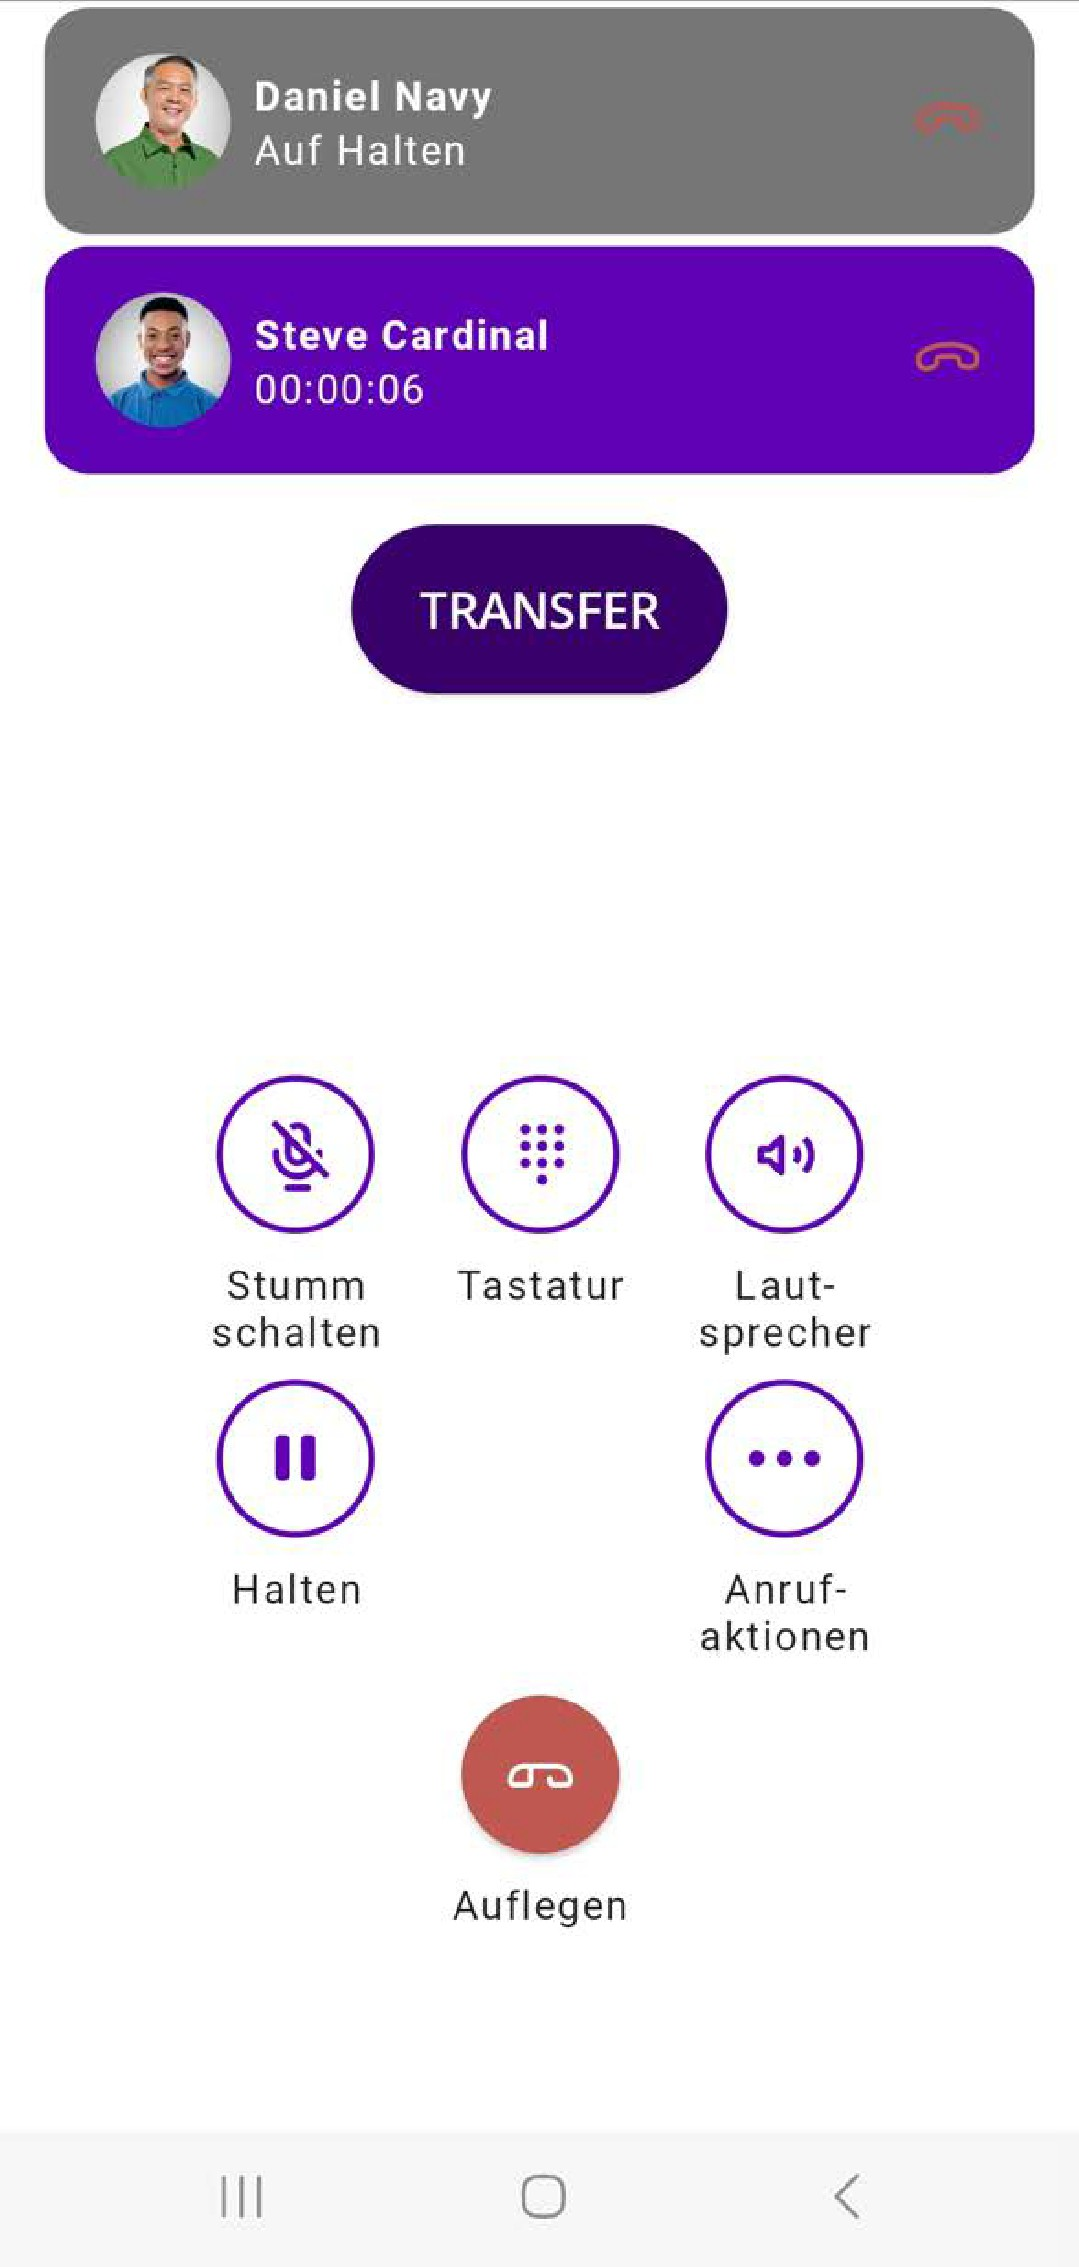 Daniel Navy
Auf Halten
Steve Cardinal
00:00:06
TRANSFER
Stumm
schalten
Tastatur
Laut-
sprecher
Halten
Anruf-
aktionen
Auflegen